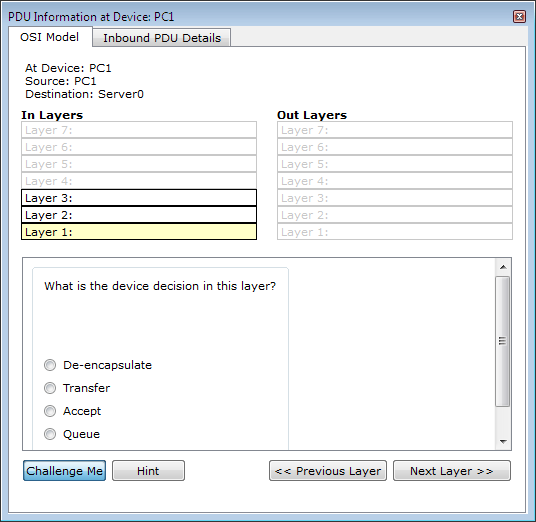 PDU Information at Device: PC1
OSI Model
Inbound PDU Details
At Device: PC1
Source: PC1
Destination: Server0
In Layers
Out Layers
Layer 7:
Layer 7:
Layer 6:
Layer 6:
Layer 5:
Layer 5:
Layer 4:
Layer 4:
Layer 3:
Layer 3:
Layer 2:
Layer 2:
Layer 1:
Layer 1:
What is the device decision in this layer?
De-encapsulate
Transfer
Accept
Queue
Challenge Me
Hint
<< Previous Layer
Next Layer >>